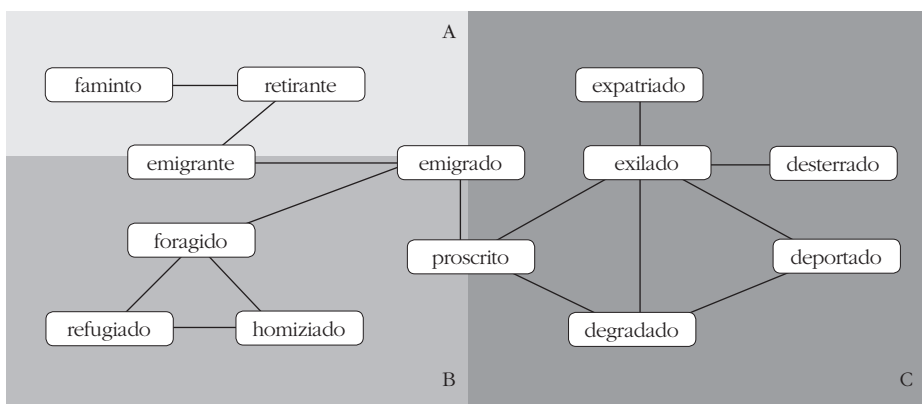 A
faminto
retirante
expatriado
emigrante
emigrado
exilado
desterrado
foragido
proscrito
deportado
refugiado
homiziado
degradado
B
C